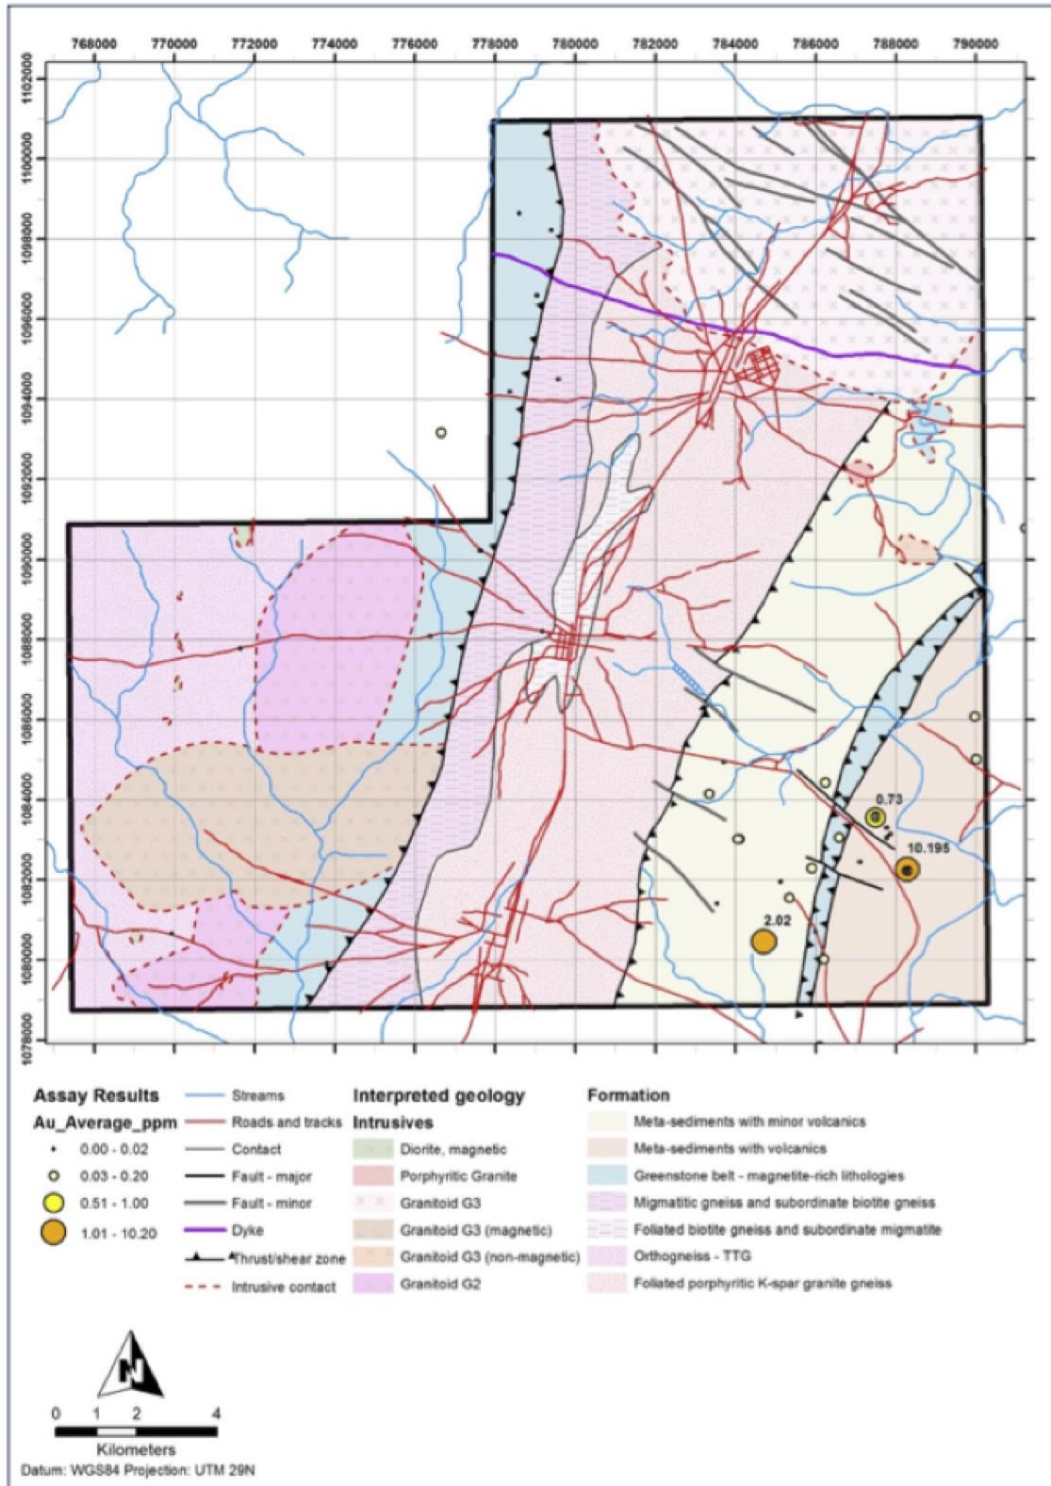 768000 770000 772000 774000 776000 778000 780000 782000 784000 786000 788000 790000
1102000
1100000
1098000
1096000
1094000
1092000
1090000
1088000
1086000
1084000
1082000
1080000
1078000
0.73
10.195
2.02
Assay Results
Au_Average_ppm
0.00 - 0.02
0.03 - 0.20
0.51 - 1.00
1.01 - 10.20
Streams
Roads and tracks
Contact
Fault - major
Fault - minor
Dyke
Thrust/shear zone
Intrusive contact
Interpreted geology
Intrusives
Diorite, magnetic
Porphyritic Granite
Granitoid G3
Granitoid G3 (magnetic)
Granitoid G3 (non-magnetic)
Granitoid G2
Formation
Meta-sediments with minor volcanics
Meta-sediments with volcanics
Greenstone belt - magnetite-rich lithologies
Migmatitic gneiss and subordinate biotite gneiss
Foliated biotite gneiss and subordinate migmatite
Orthogneiss - TTG
Foliated porphyritic K-spar granite gneiss
N
0 1 2 4
Kilometers
Datum: WGS84 Projection: UTM 29N